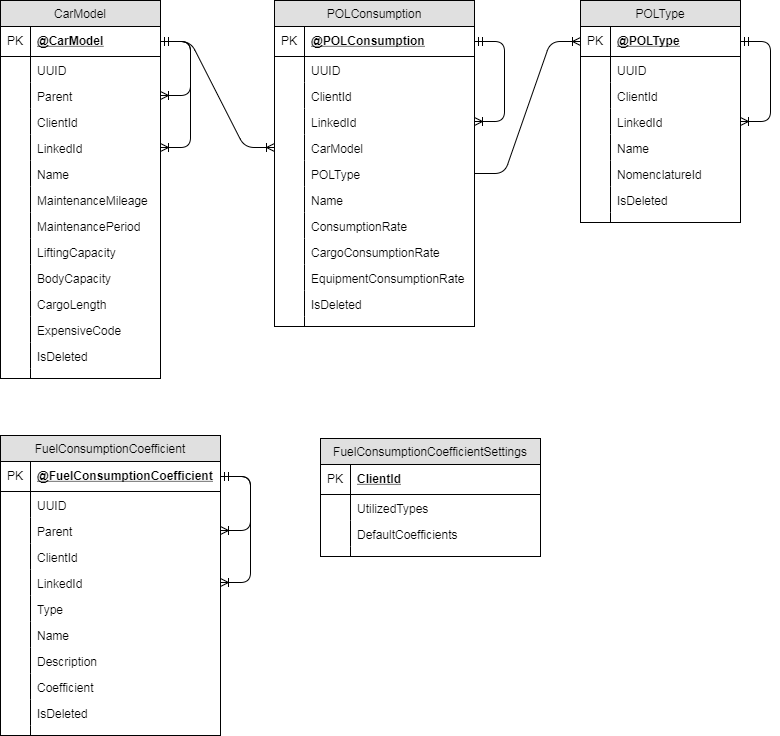 CarModel
PK @CarModel
UUID
Parent
ClientId
LinkedId
Name
MaintenanceMileage
MaintenancePeriod
LiftingCapacity
BodyCapacity
CargoLength
ExpensiveCode
IsDeleted
POLConsumption
PK @POLConsumption
UUID
ClientId
LinkedId
CarModel
POLType
Name
ConsumptionRate
CargoConsumptionRate
EquipmentConsumptionRate
IsDeleted
POLType
PK @POLType
UUID
ClientId
LinkedId
Name
NomenclatureId
IsDeleted
FuelConsumptionCoefficient
PK @FuelConsumptionCoefficient
UUID
Parent
ClientId
LinkedId
Type
Name
Description
Coefficient
IsDeleted
FuelConsumptionCoefficientSettings
PK ClientId
UtilizedTypes
DefaultCoefficients